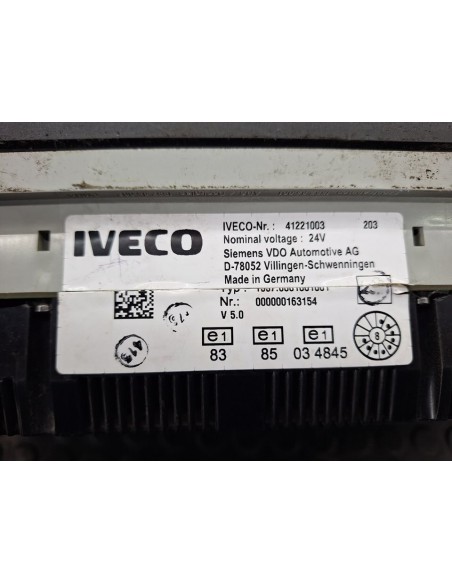 IVECO
IVECO-Nr.: 41221003 203
Nominal voltage : 24V
Siemens VDO Automotive AG
D-78052 Villingen-Schwenningen
Made in Germany
Nr.: 000000163154
V 5.0
e1 e1 e1
83 85 03 4845
8